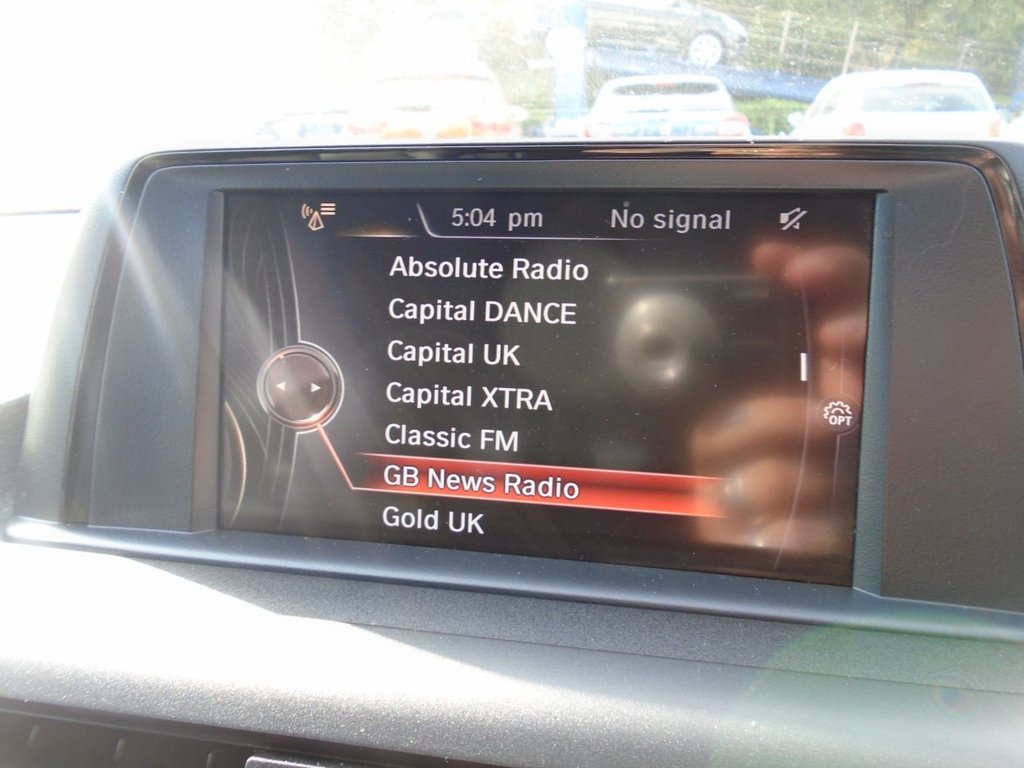 5:04 pm No signal
Absolute Radio
Capital DANCE
Capital UK
Capital XTRA
Classic FM
OPT
GB News Radio
Gold UK